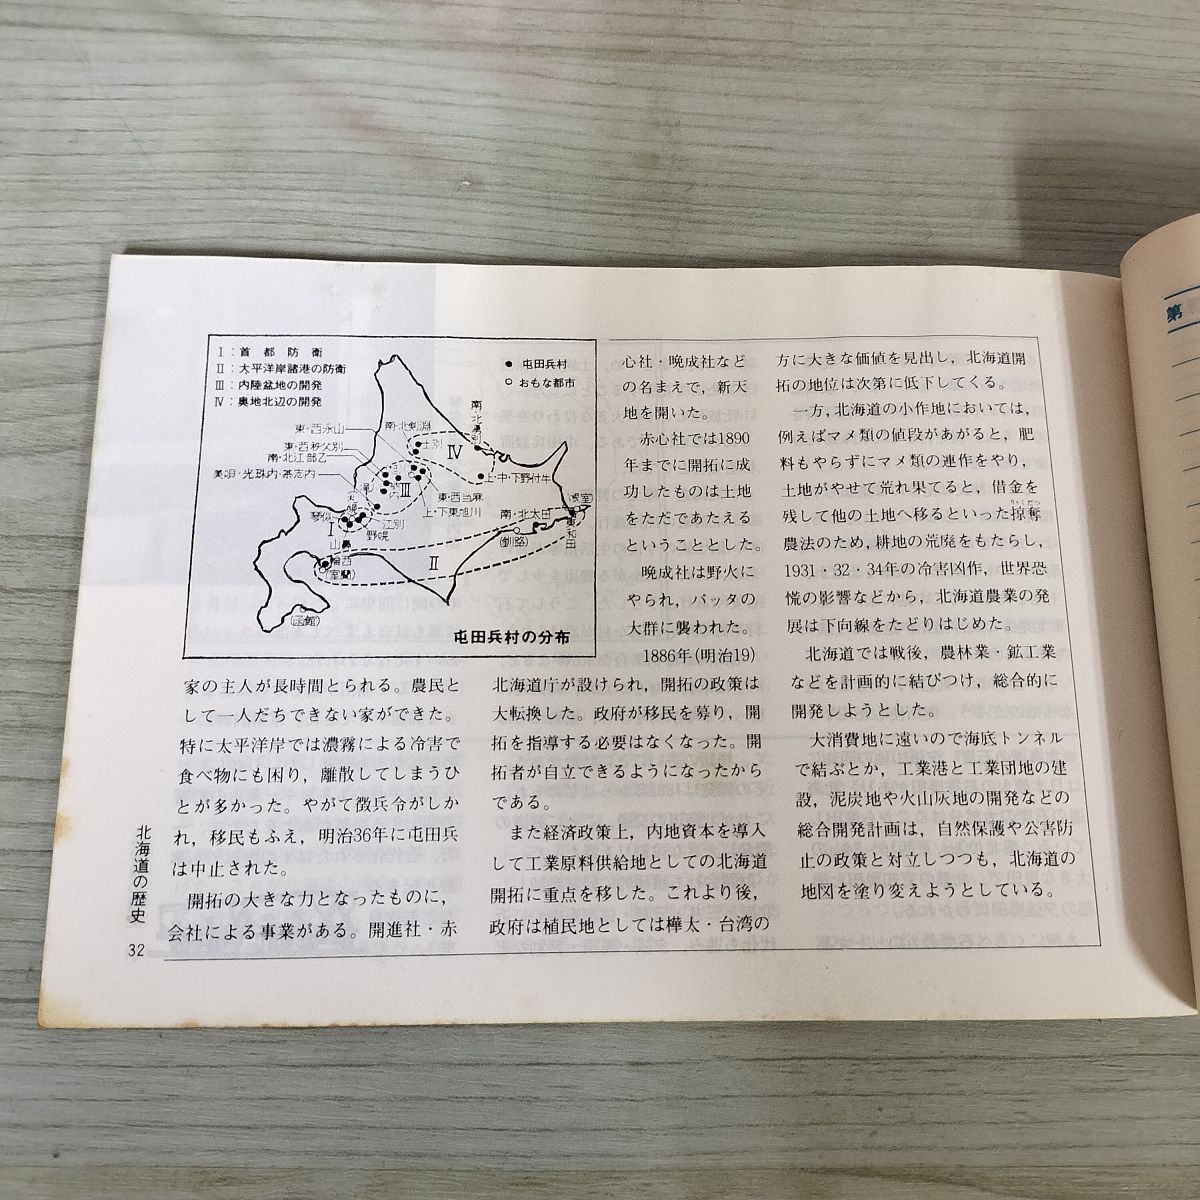 Ⅰ：首都防衛
Ⅱ：太平洋岸諸港の防衛
Ⅲ：内陸盆地の開発
Ⅳ：奥地北辺の開発
●屯田兵村
○おもな都市
南・北湧別
東・西永山
南・北剣淵
士別
Ⅳ
東・西秩父別
南・北江部乙
美唄・光珠内・茶志内
Ⅲ
上・中・下野付牛
東・西当麻
上・下東旭川
南・北太田
琴似
江別
野幌
Ⅰ
山鼻
輪西
(室蘭)
(釧路)
Ⅱ
東和田
(函館)
屯田兵村の分布
家の主人が長時間とられる。農民と
して一人だちできない家ができた。
特に太平洋岸では濃霧による冷害で
食べ物にも困り，離散してしまうひ
とが多かった。やがて徴兵令がしか
れ，移民もふえ，明治36年に屯田兵
は中止された。
開拓の大きな力となったものに，
会社による事業がある。開進社・赤
心社・晩成社など
の名まえで，新天
地を開いた。
赤心社では1890
年までに開拓に成
功したものは土地
をただであたえる
ということとした。
晩成社は野火に
やられ，バッタの
大群に襲われた。
1886年(明治19)
北海道庁が設けられ，開拓の政策は
大転換した。政府が移民を募り，開
拓を指導する必要はなくなった。開
拓者が自立できるようになったから
である。
また経済政策上，内地資本を導入
して工業原料供給地としての北海道
開拓に重点を移した。これより後，
政府は植民地としては樺太・台湾の
方に大きな価値を見出し，北海道開
拓の地位は次第に低下してくる。
一方，北海道の小作地においては，
例えばマメ類の値段があがると，肥
料もやらずにマメ類の連作をやり，
土地がやせて荒れ果てると，借金を
残して他の土地へ移るといった掠奪
農法のため，耕地の荒廃をもたらし，
1931・32・34年の冷害凶作，世界恐
慌の影響などから，北海道農業の発
展は下向線をたどりはじめた。
北海道では戦後，農林業・鉱工業
などを計画的に結びつけ，総合的に
開発しようとした。
大消費地に遠いので海底トンネル
で結ぶとか，工業港と工業団地の建
設，泥炭地や火山灰地の開発などの
総合開発計画は，自然保護や公害防
止の政策と対立しつつも，北海道の
地図を塗り変えようとしている。
北海道の歴史
32
第